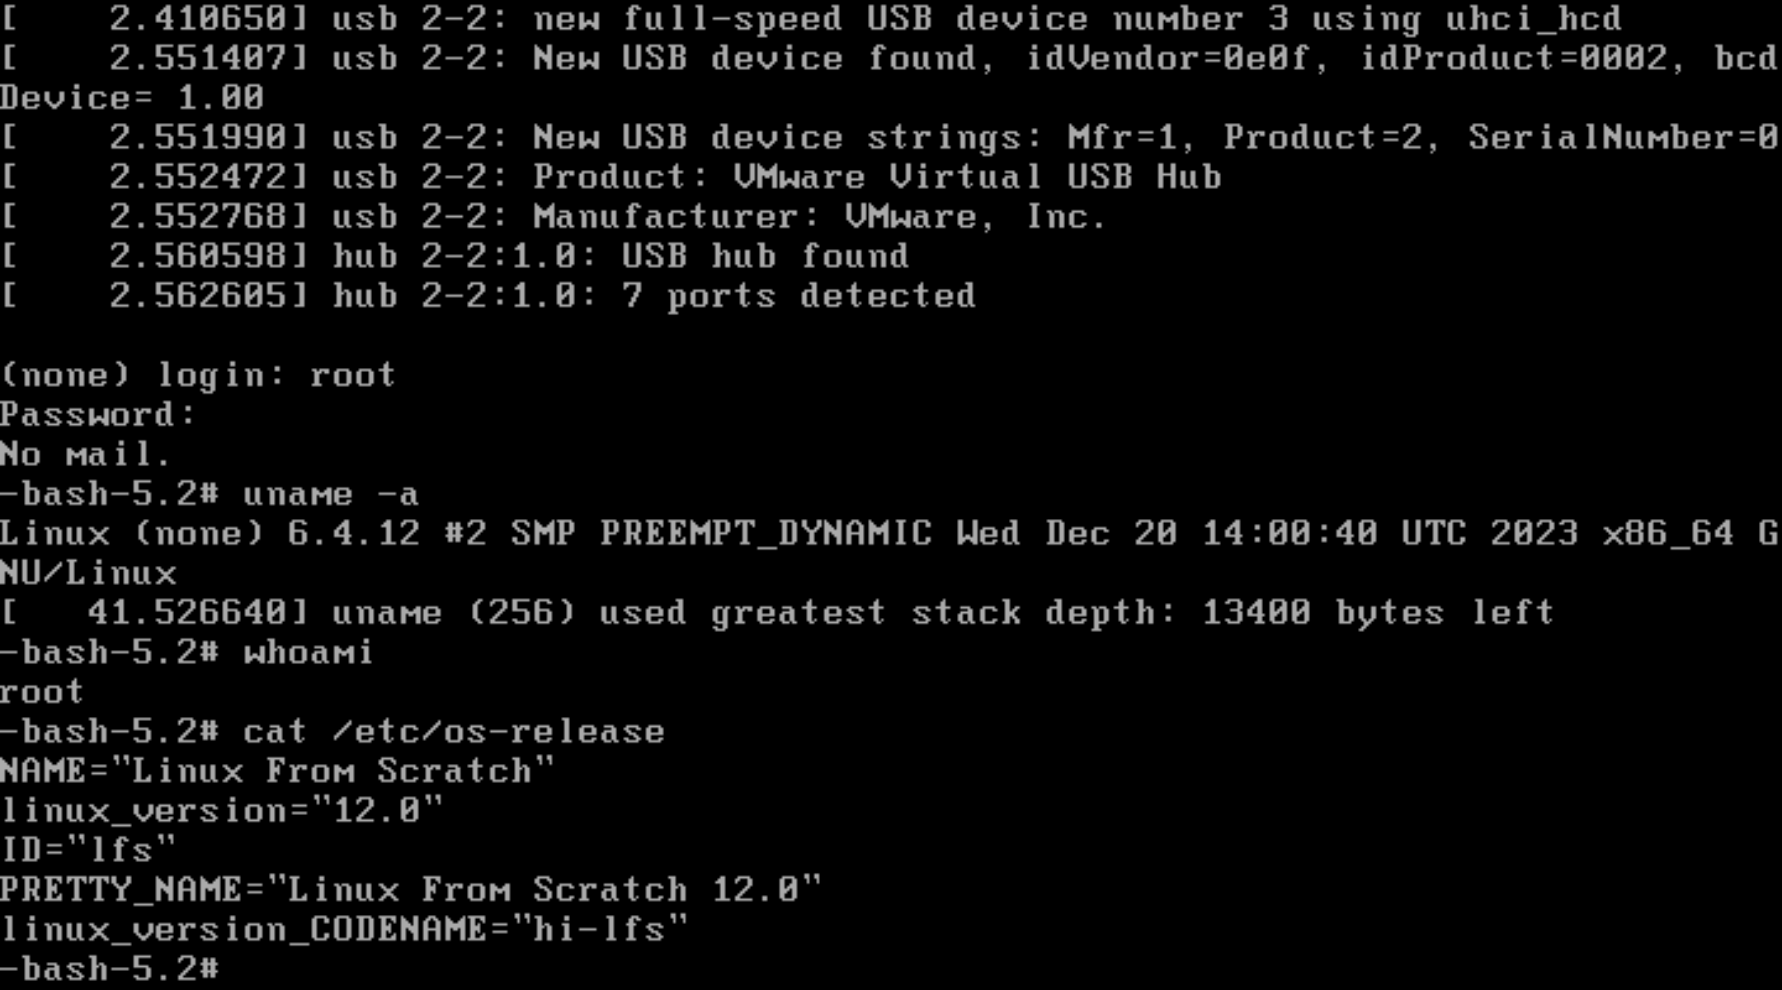 [    2.410650] usb 2-2: new full-speed USB device number 3 using uhci_hcd
[    2.551407] usb 2-2: New USB device found, idVendor=0e0f, idProduct=0002, bcd
Device= 1.00
[    2.551990] usb 2-2: New USB device strings: Mfr=1, Product=2, SerialNumber=0
[    2.552472] usb 2-2: Product: VMware Virtual USB Hub
[    2.552768] usb 2-2: Manufacturer: VMware, Inc.
[    2.560598] hub 2-2:1.0: USB hub found
[    2.562605] hub 2-2:1.0: 7 ports detected
(none) login: root
Password:
No mail.
-bash-5.2# uname -a
Linux (none) 6.4.12 #2 SMP PREEMPT_DYNAMIC Wed Dec 20 14:00:40 UTC 2023 x86_64 G
NU/Linux
[   41.526640] uname (256) used greatest stack depth: 13400 bytes left
-bash-5.2# whoami
root
-bash-5.2# cat /etc/os-release
NAME="Linux From Scratch"
linux_version="12.0"
ID="lfs"
PRETTY_NAME="Linux From Scratch 12.0"
linux_version_CODENAME="hi-lfs"
-bash-5.2#